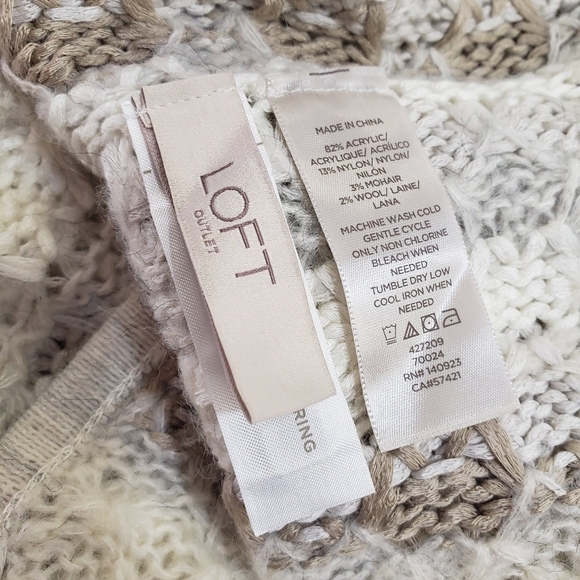 LOFT
OUTLET
RING
MADE IN CHINA
82% ACRYLIC/
ACRYLIQUE/ ACRÍLICO
13% NYLON/ NYLON/
NILÓN
3% MOHAIR
2% WOOL/ LAINE/
LANA
MACHINE WASH COLD
GENTLE CYCLE
ONLY NON CHLORINE
BLEACH WHEN
NEEDED
TUMBLE DRY LOW
COOL IRON WHEN
NEEDED
427209
70024
RN# 140923
CA#57421